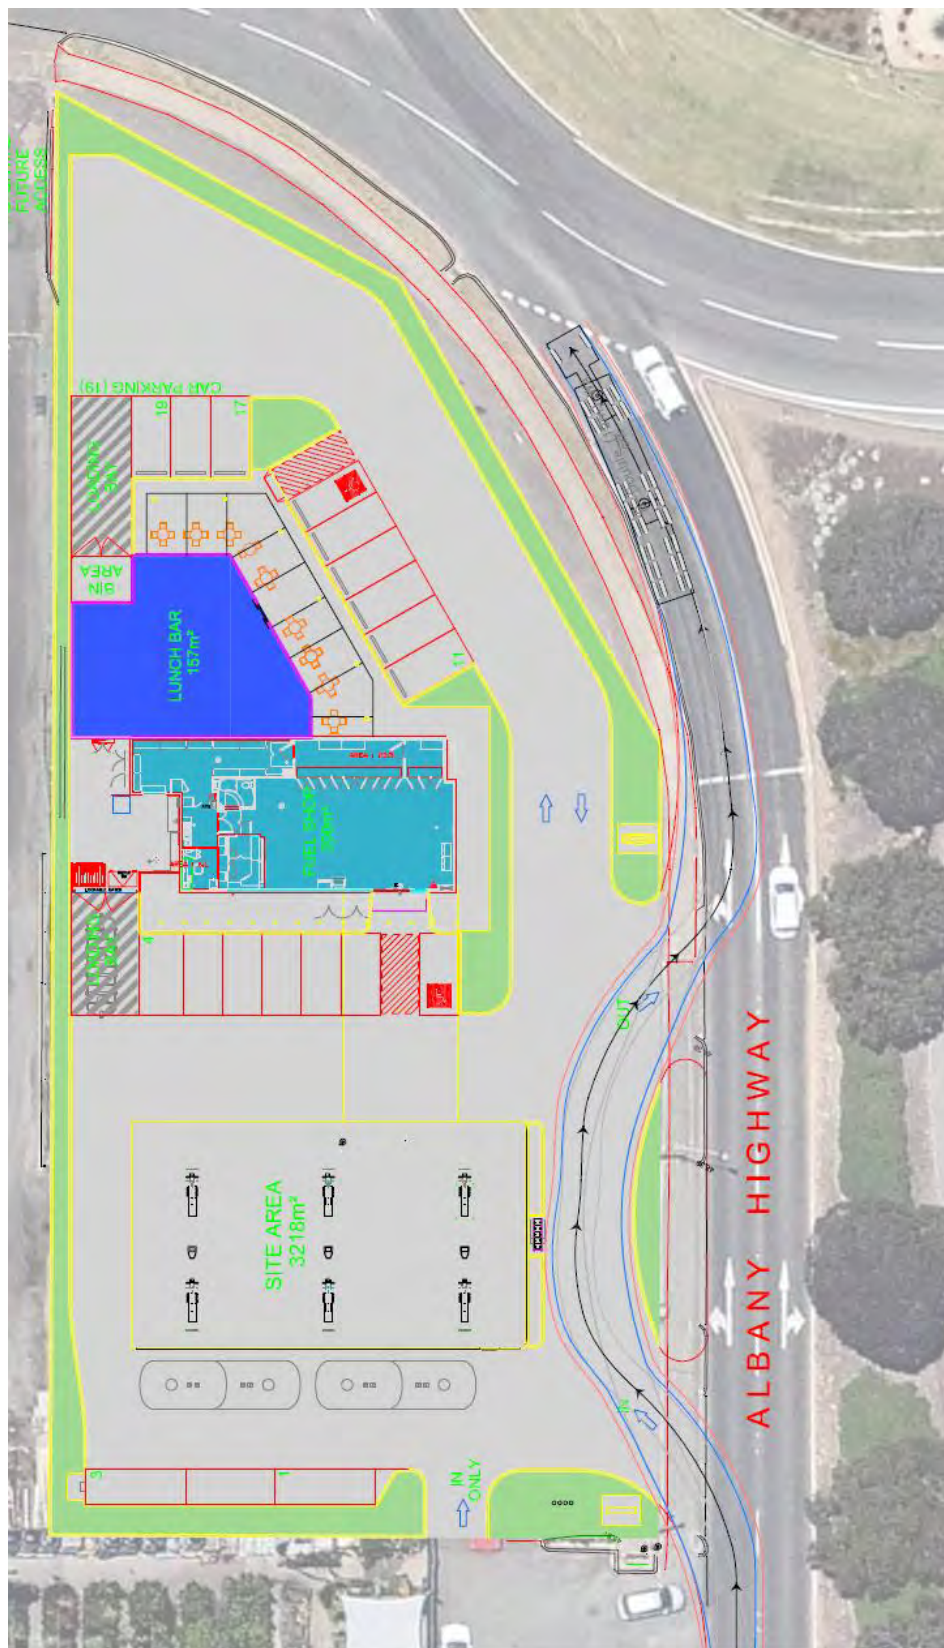 FUTURE
ACCESS
CAR PARKING (19)
19
17
LOADING
BAY
BIN
AREA
LUNCH BAR
157m²
11
FUEL SHOP
LOADING
BAY
4
OUT
SITE AREA
3218m²
ALBANY HIGHWAY
IN
3
1
IN
ONLY